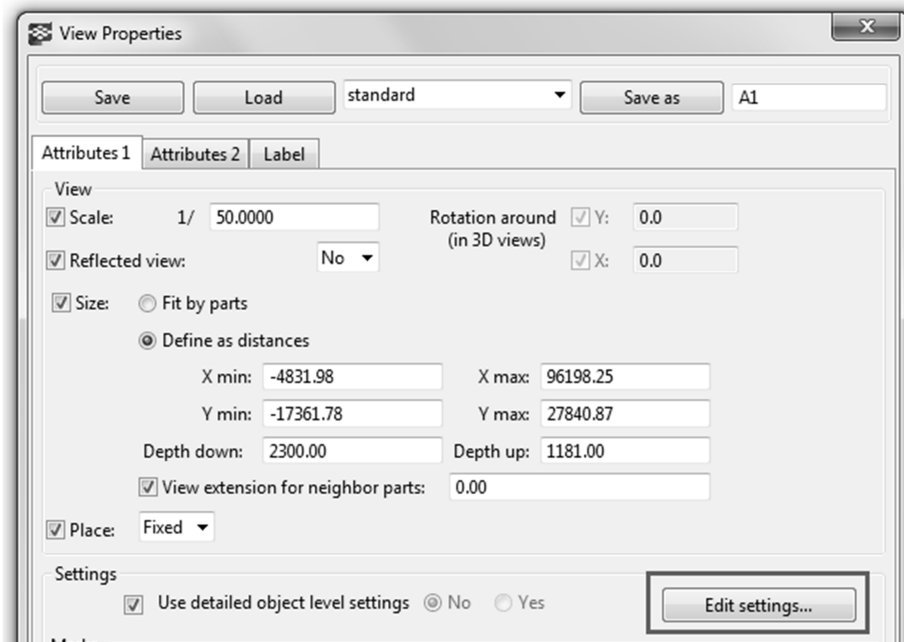 View Properties
X
Save Load standard Save as A1
Attributes 1 Attributes 2 Label
View
Scale: 1/ 50.0000 Rotation around Y: 0.0
(in 3D views)
Reflected view: No X: 0.0
Size: Fit by parts
Define as distances
X min: -4831.98 X max: 96198.25
Y min: -17361.78 Y max: 27840.87
Depth down: 2300.00 Depth up: 1181.00
View extension for neighbor parts: 0.00
Place: Fixed
Settings
Use detailed object level settings No Yes Edit settings...